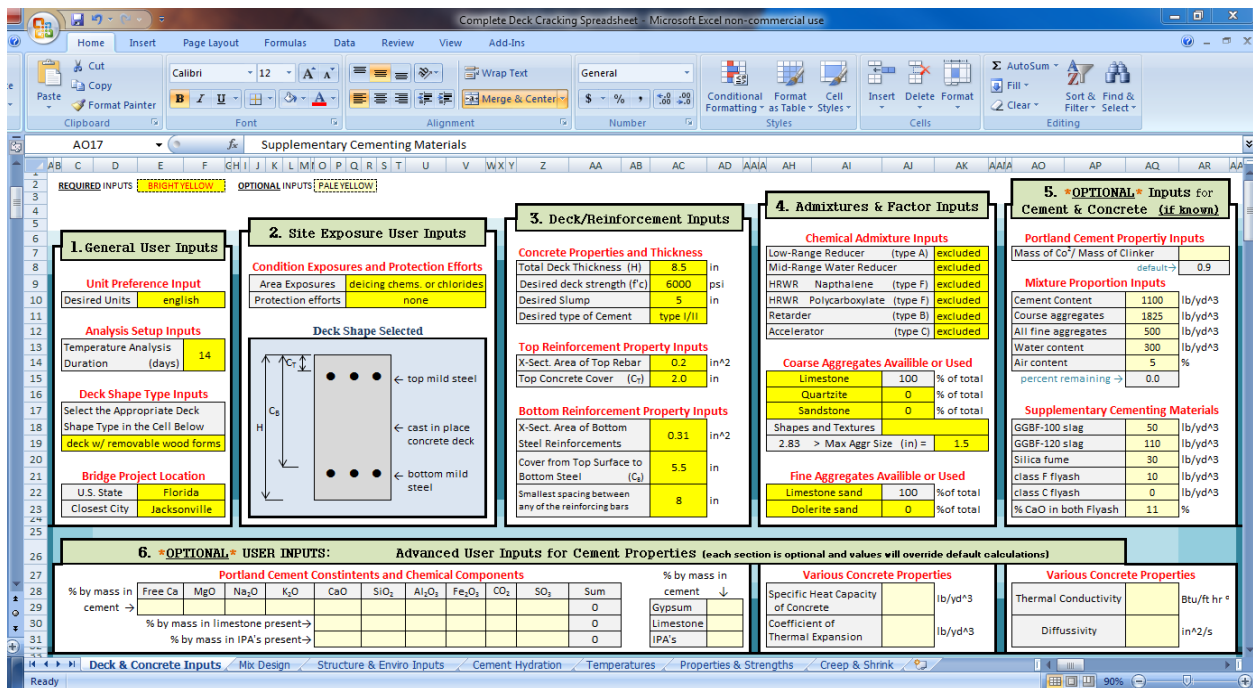 Complete Deck Cracking Spreadsheet - Microsoft Excel non-commercial use
Home Insert Page Layout Formulas Data Review View Add-Ins
Paste
Cut
Copy
Format Painter
Clipboard
Calibri 12
B I U
Font
Wrap Text
Merge & Center
Alignment
General
$ % ,
Number
Conditional Formatting
Format as Table
Cell Styles
Styles
Insert Delete Format
Cells
Σ AutoSum
Fill
Clear
Sort & Filter
Find & Select
Editing
AO17 fx Supplementary Cementing Materials
REQUIRED INPUTS BRIGHT YELLOW OPTIONAL INPUTS PALE YELLOW
1.General User Inputs
Unit Preference Input
Desired Units english
Analysis Setup Inputs
Temperature Analysis
Duration (days) 14
Deck Shape Type Inputs
Select the Appropriate Deck
Shape Type in the Cell Below
deck w/ removable wood forms
Bridge Project Location
U.S. State Florida
Closest City Jacksonville
2. Site Exposure User Inputs
Condition Exposures and Protection Efforts
Area Exposures deicing chems. or chlorides
Protection efforts none
Deck Shape Selected
H
CB
CT
← top mild steel
← cast in place
concrete deck
← bottom mild
steel
3. Deck/Reinforcement Inputs
Concrete Properties and Thickness
Total Deck Thickness (H) 8.5 in
Desired deck strength (f'c) 6000 psi
Desired Slump 5 in
Desired type of Cement type I/II
Top Reinforcement Property Inputs
X-Sect. Area of Top Rebar 0.2 in^2
Top Concrete Cover (CT) 2.0 in
Bottom Reinforcement Property Inputs
X-Sect. Area of Bottom
Steel Reinforcements 0.31 in^2
Cover from Top Surface to
Bottom Steel (CB) 5.5 in
Smallest spacing between
any of the reinforcing bars 8 in
4. Admixtures & Factor Inputs
Chemical Admixture Inputs
Low-Range Reducer (type A) excluded
Mid-Range Water Reducer excluded
HRWR Napthalene (type F) excluded
HRWR Polycarboxylate (type F) excluded
Retarder (type B) excluded
Accelerator (type C) excluded
Coarse Aggregates Availible or Used
Limestone 100 % of total
Quartzite 0 % of total
Sandstone 0 % of total
Shapes and Textures
2.83 > Max Aggr Size (in) = 1.5
Fine Aggregates Availible or Used
Limestone sand 100 %of total
Dolerite sand 0 %of total
5. *OPTIONAL* Inputs for
Cement & Concrete (if known)
Portland Cement Propertiy Inputs
Mass of Co²/ Mass of Clinker
default→ 0.9
Mixture Proportion Inputs
Cement Content 1100 lb/yd^3
Course aggregates 1825 lb/yd^3
All fine aggregates 500 lb/yd^3
Water content 300 lb/yd^3
Air content 5 %
percent remaining → 0.0
Supplementary Cementing Materials
GGBF-100 slag 50 lb/yd^3
GGBF-120 slag 110 lb/yd^3
Silica fume 30 lb/yd^3
class F flyash 10 lb/yd^3
class C flyash 0 lb/yd^3
% CaO in both Flyash 11 %
6. *OPTIONAL* USER INPUTS: Advanced User Inputs for Cement Properties (each section is optional and values will override default calculations)
Portland Cement Constintents and Chemical Components
% by mass in cement → Free Ca MgO Na₂O K₂O CaO SiO₂ Al₂O₃ Fe₂O₃ CO₂ SO₃ Sum
0
% by mass in limestone present→ 0
% by mass in IPA's present→ 0
% by mass in
cement ↓
Gypsum
Limestone
IPA's
Various Concrete Properties
Specific Heat Capacity
of Concrete lb/yd^3
Coefficient of
Thermal Expansion lb/yd^3
Various Concrete Properties
Thermal Conductivity Btu/ft hr °
Diffussivity in^2/s
Deck & Concrete Inputs Mix Design Structure & Enviro Inputs Cement Hydration Temperatures Properties & Strengths Creep & Shrink
Ready 90%